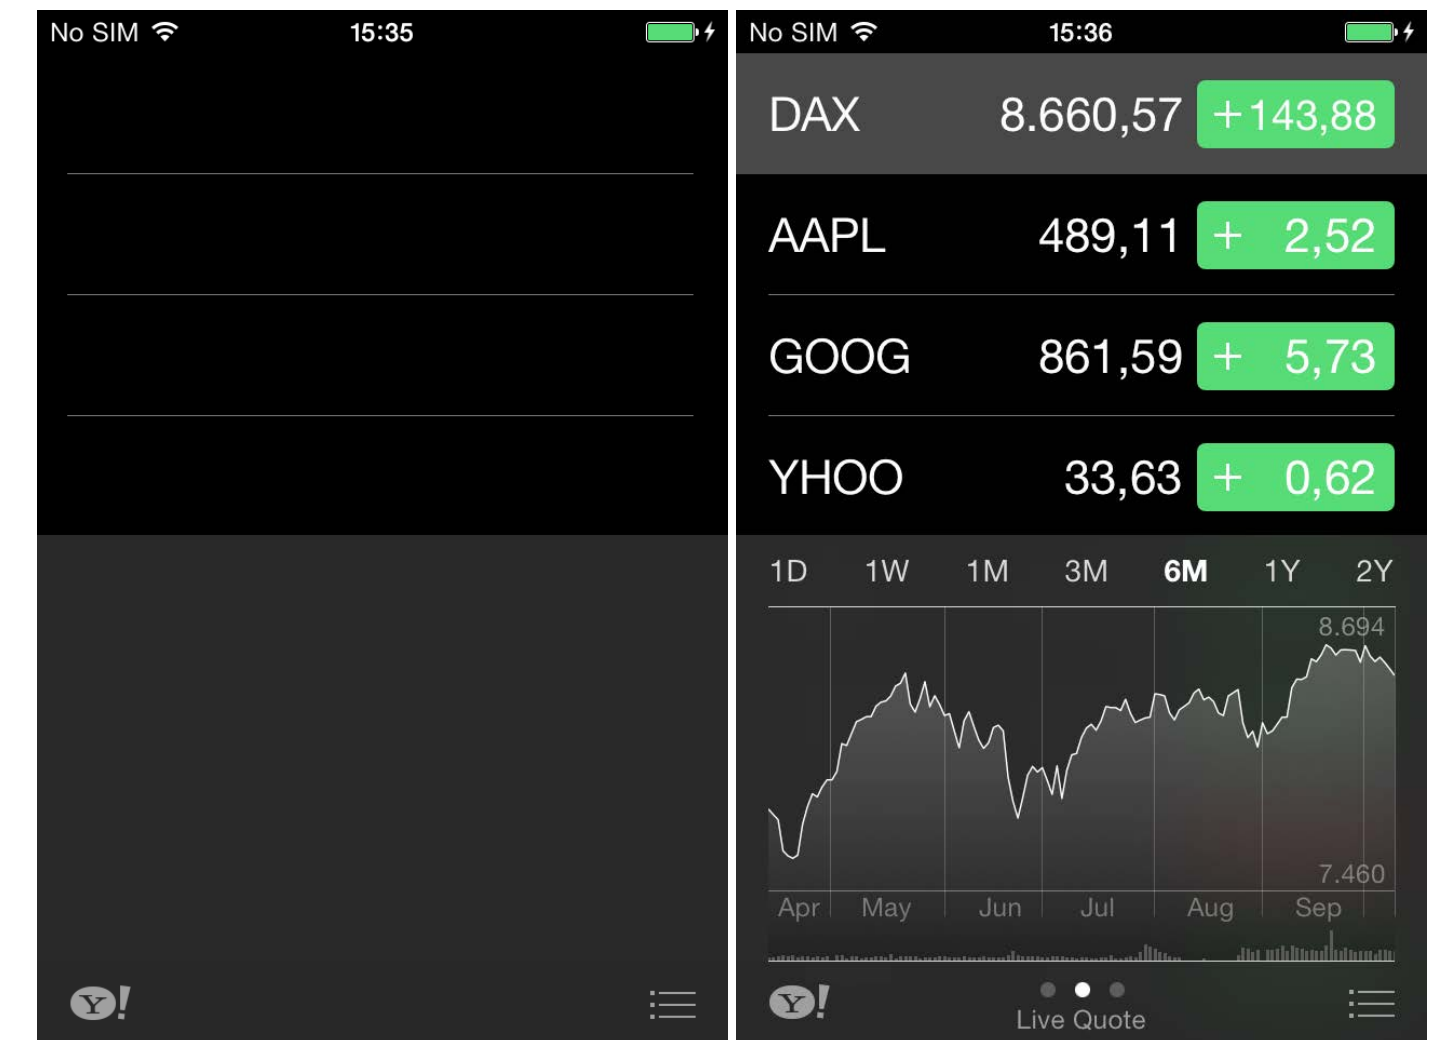 No SIM 15:35
Y!
No SIM 15:36
DAX 8.660,57 +143,88
AAPL 489,11 + 2,52
GOOG 861,59 + 5,73
YHOO 33,63 + 0,62
1D 1W 1M 3M 6M 1Y 2Y
8.694
7.460
Apr May Jun Jul Aug Sep
Y!
Live Quote